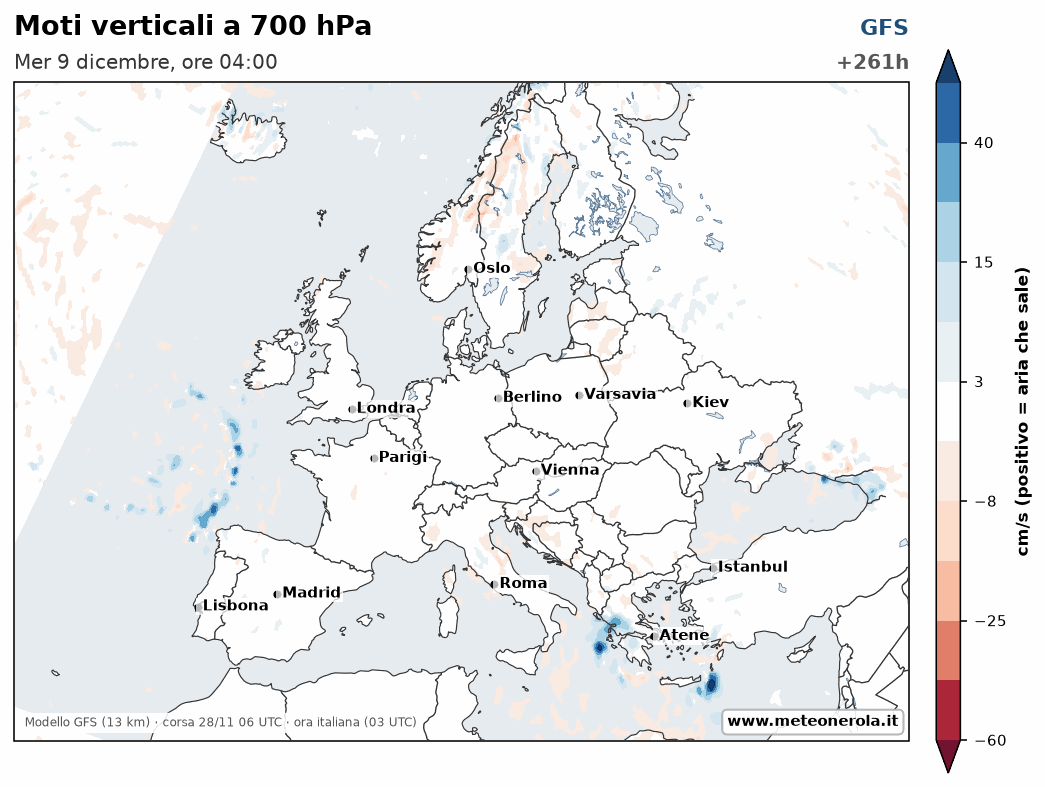 Moti verticali a 700 hPa
GFS
Mer 9 dicembre, ore 04:00
+261h
40
15
3
−8
−25
−60
cm/s (positivo = aria che sale)
Oslo
Londra
Berlino
Varsavia
Kiev
Parigi
Vienna
Istanbul
Roma
Madrid
Lisbona
Atene
Modello GFS (13 km) · corsa 28/11 06 UTC · ora italiana (03 UTC)
www.meteonerola.it